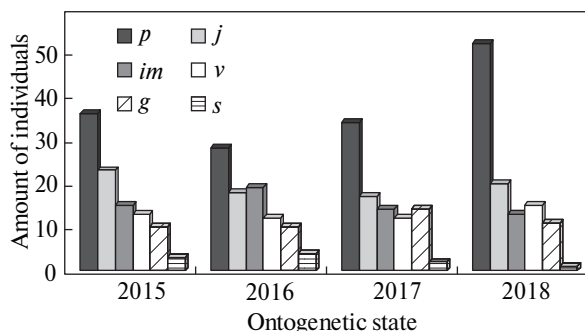 Amount of individuals
50
40
30
20
10
0
p j
im v
g s
2015 2016 2017 2018
Ontogenetic state